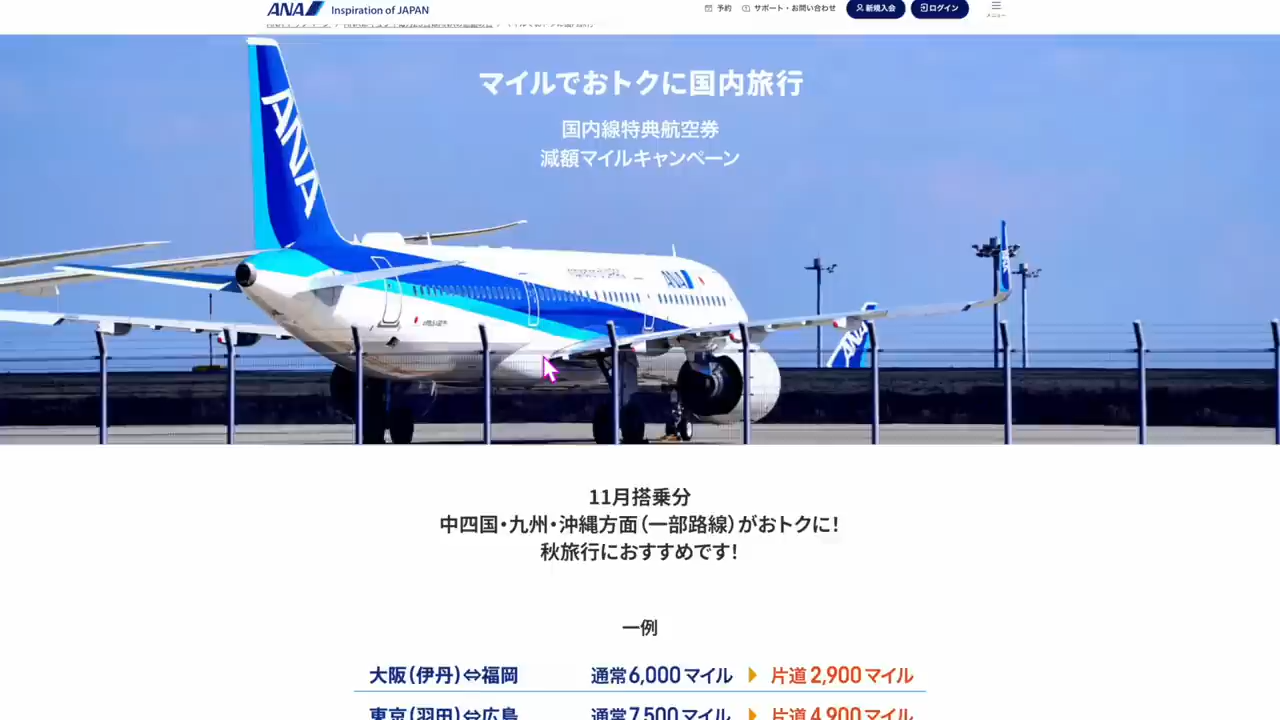 ANA Inspiration of JAPAN
予約 サポート・お問い合わせ 新規入会 ログイン
メニュー
マイルでおトクに国内旅行
国内線特典航空券
減額マイルキャンペーン
ANA
ANA
ANA
11月搭乗分
中四国・九州・沖縄方面（一部路線）がおトクに！
秋旅行におすすめです！
一例
大阪（伊丹）⇔福岡 通常6,000マイル 片道2,900マイル
東京（羽田）⇔広島 通常7,500マイル 片道4,900マイル